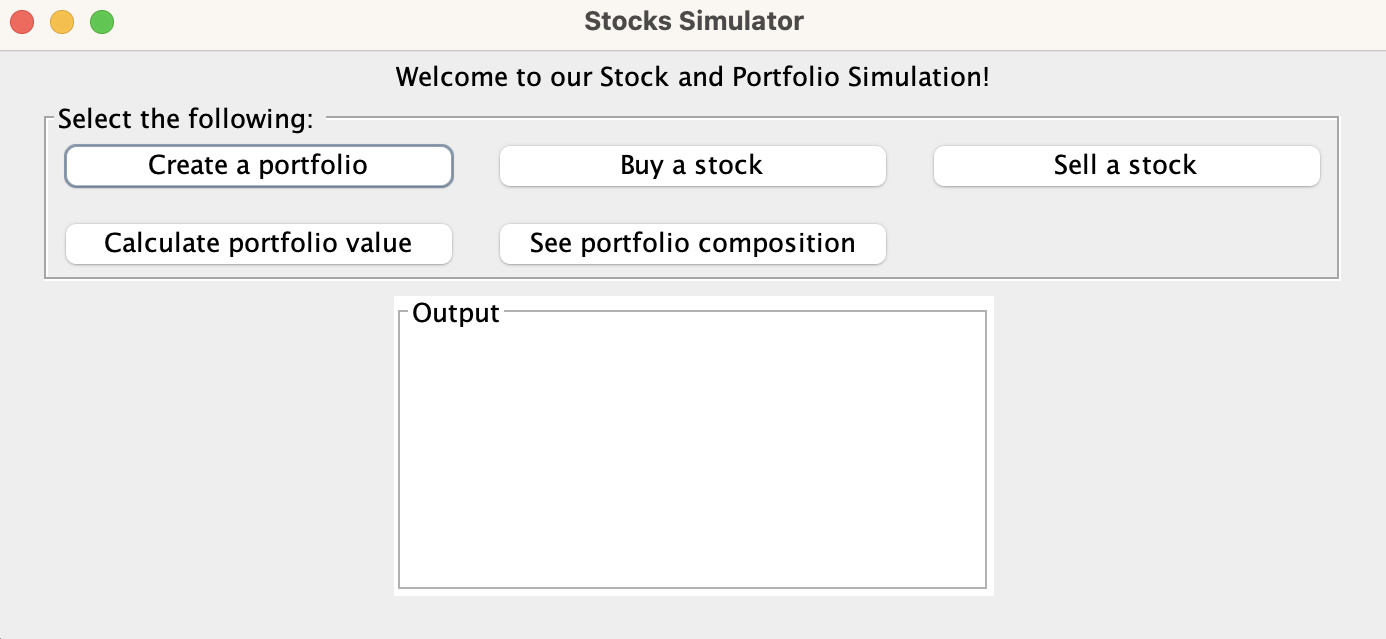 Stocks Simulator
Welcome to our Stock and Portfolio Simulation!
Select the following:
Create a portfolio
Buy a stock
Sell a stock
Calculate portfolio value
See portfolio composition
Output